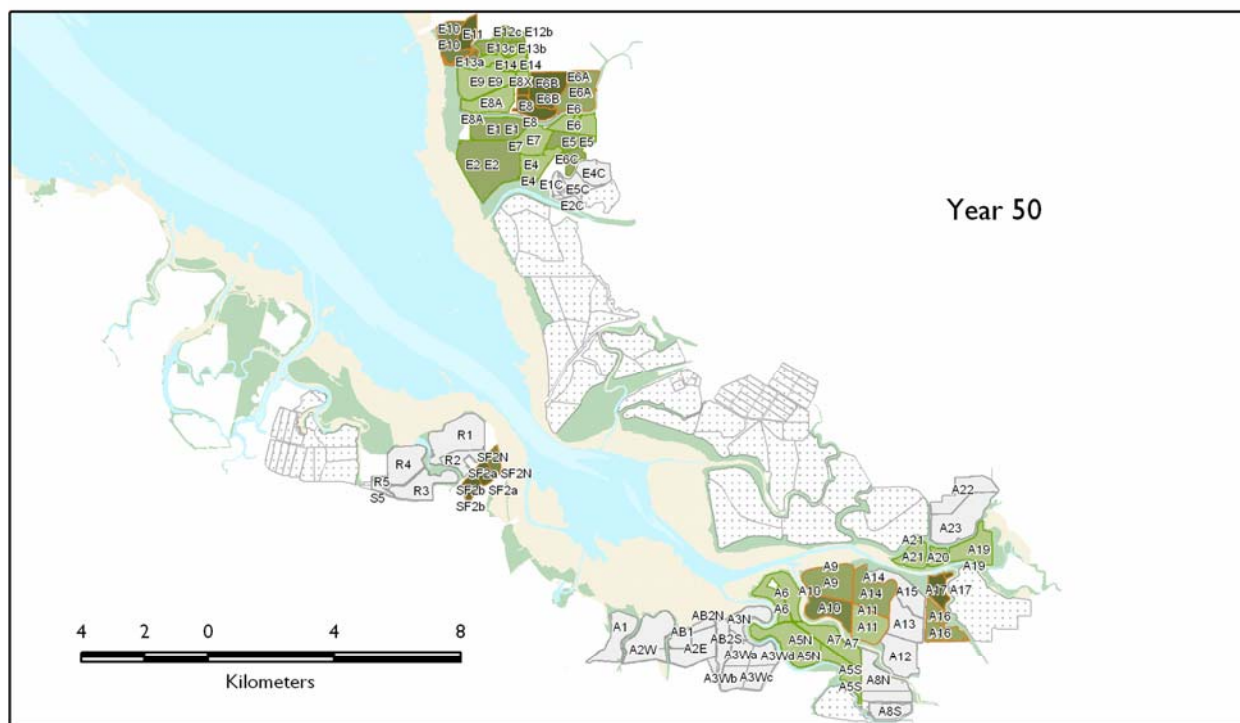 E10 E11 E12c E12b
E10 E13c E13b
E13a E14 E14
E9 E9 E8X E6B E6A
E8A E6B E6A
E8 E6
E8A E1 E1 E8 E6
E7 E7 E5 E5
E2 E2 E4 E6C E4C
E4 E1C E5C
E2C
Year 50
R1
R2 SF2N
R4 SF2a SF2N
R5 R3 SF2b SF2a
S5 SF2b
A22
A23
A21
A21 A20 A19
A19
A9 A14
A9 A15 A17 A17
A6 A10 A14
A6 A10 A11 A16
A11 A13 A16
A1 AB1 AB2N A3N
A2W A2E AB2S A5N A7 A7
A3Wa A3Wd A5N A12
A3Wb A3Wc A5S A8N
A5S
A8S
4 2 0 4 8
Kilometers